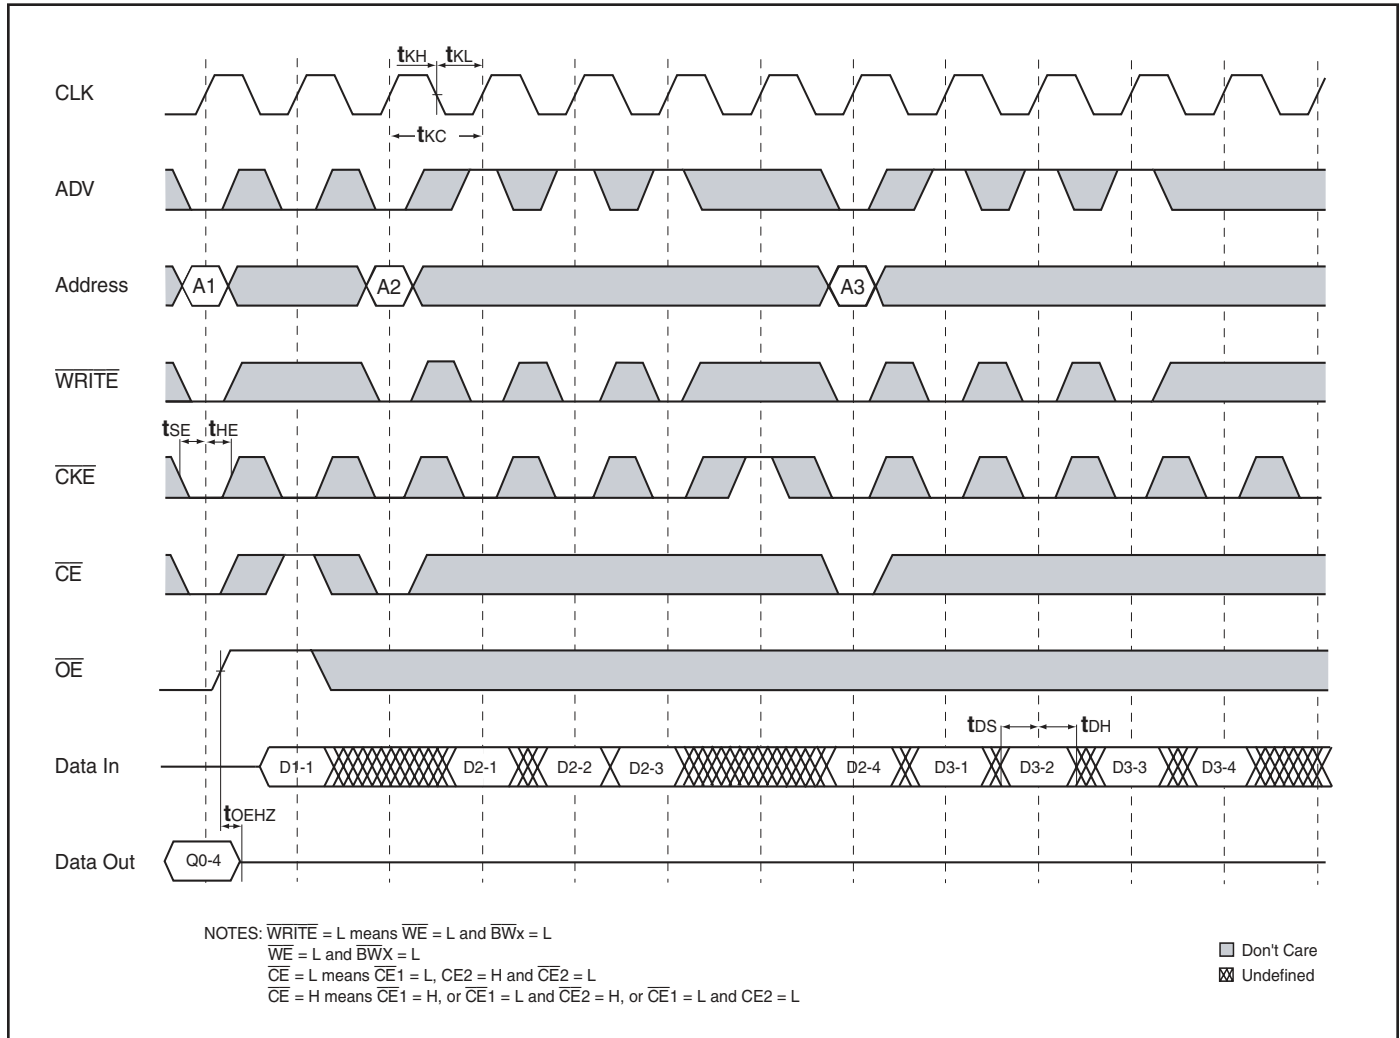 tKH tKL
CLK
tKC
ADV
Address A1 A2 A3
WRITE
tSE tHE
CKE
CE
OE
tDS tDH
Data In D1-1 D2-1 D2-2 D2-3 D2-4 D3-1 D3-2 D3-3 D3-4
tOEHZ
Data Out Q0-4
NOTES: WRITE = L means WE = L and BWx = L
WE = L and BWX = L
CE = L means CE1 = L, CE2 = H and CE2 = L
CE = H means CE1 = H, or CE1 = L and CE2 = H, or CE1 = L and CE2 = L
Don't Care
Undefined